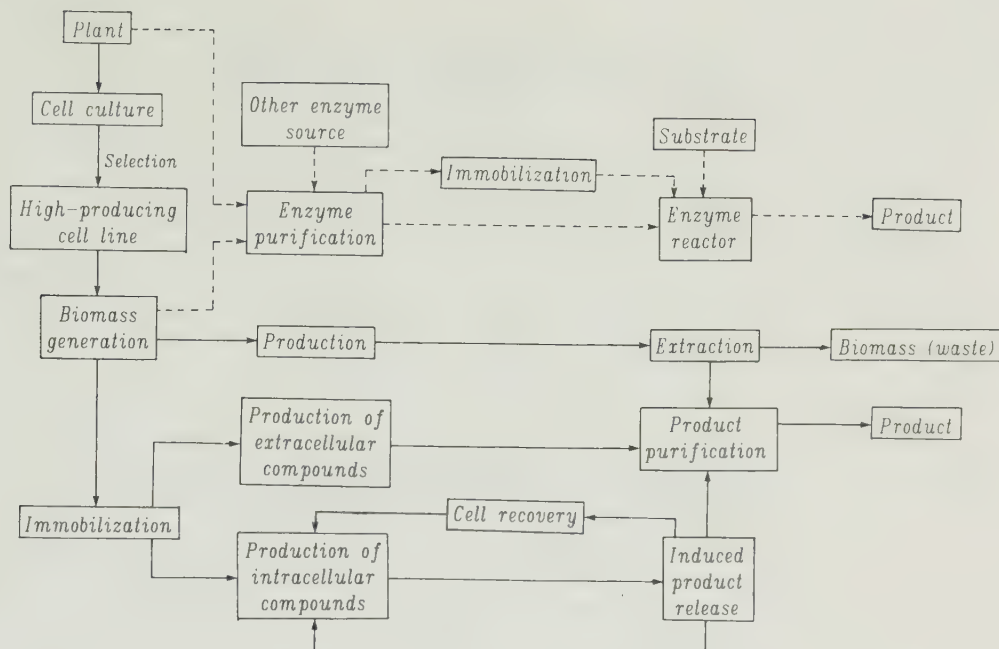 Plant
Cell culture
Selection
High-producing
cell line
Biomass
generation
Immobilization
Other enzyme
source
Enzyme
purification
Immobilization
Substrate
Enzyme
reactor
Product
Production
Extraction
Biomass (waste)
Production of
extracellular
compounds
Product
purification
Product
Cell recovery
Production of
intracellular
compounds
Induced
product
release